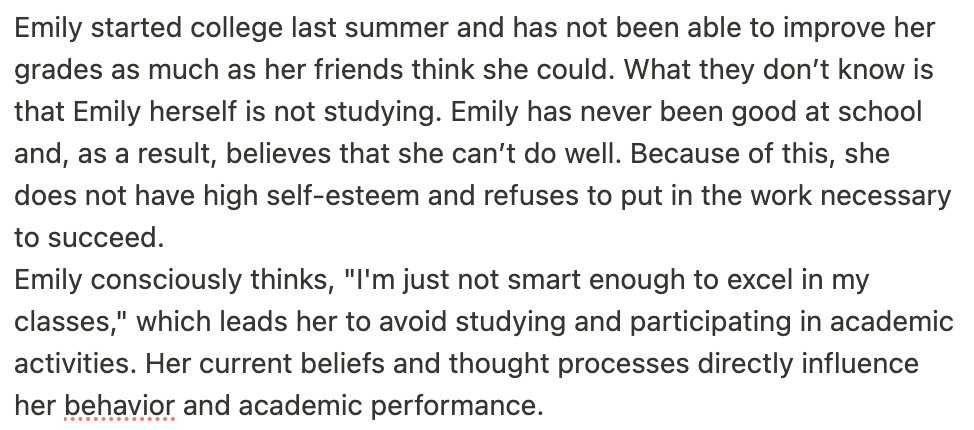 Emily started college last summer and has not been able to improve her
grades as much as her friends think she could. What they don’t know is
that Emily herself is not studying. Emily has never been good at school
and, as a result, believes that she can’t do well. Because of this, she
does not have high self-esteem and refuses to put in the work necessary
to succeed.
Emily consciously thinks, "I'm just not smart enough to excel in my
classes," which leads her to avoid studying and participating in academic
activities. Her current beliefs and thought processes directly influence
her behavior and academic performance.